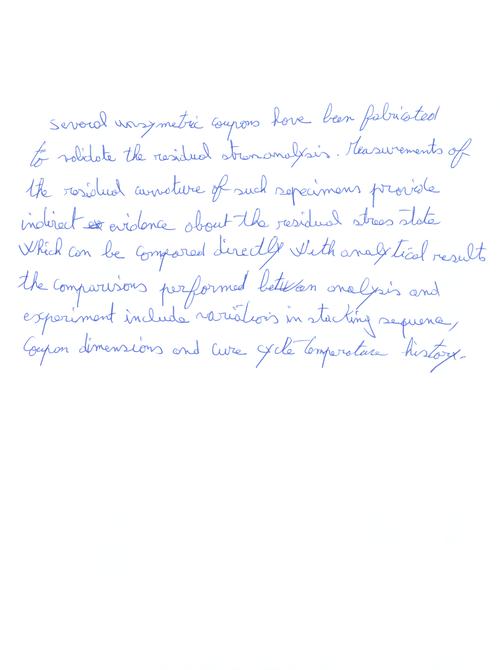 Several unsymetric coupons have been fabricated
to validate the residual stress analysis. Measurements of
the residual curvature of such sepecimens provide
indirect evidence about the residual stress state
which can be compared directly with analytical results
the comparisons performed between analysis and
experiment include variations in stacking sequence,
Coupon dimensions and cure cycle temperature history.